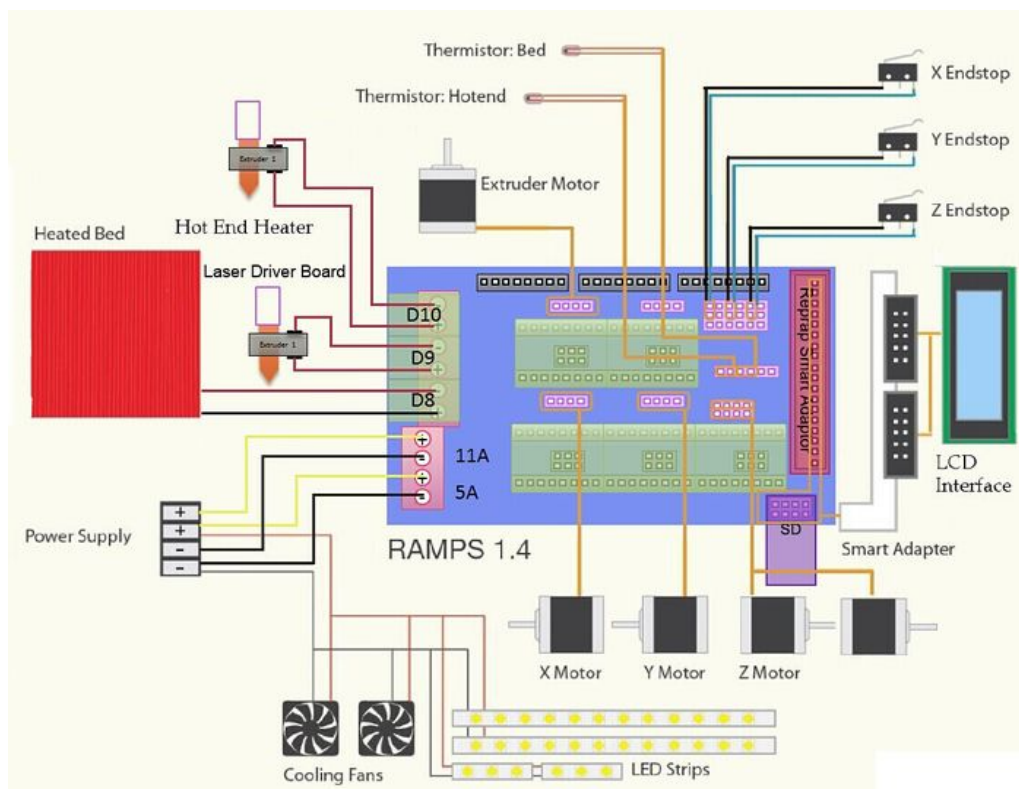 Thermistor: Bed
Thermistor: Hotend
X Endstop
Y Endstop
Z Endstop
Extruder 1
Extruder Motor
Hot End Heater
Heated Bed
Laser Driver Board
Extruder 1
D10
D9
D8
+
-
+
-
+
-
+
-
11A
5A
Reprap Smart Adaptor
LCD
Interface
Power Supply
+
+
-
-
SD
RAMPS 1.4
Smart Adapter
X Motor
Y Motor
Z Motor
Cooling Fans
LED Strips